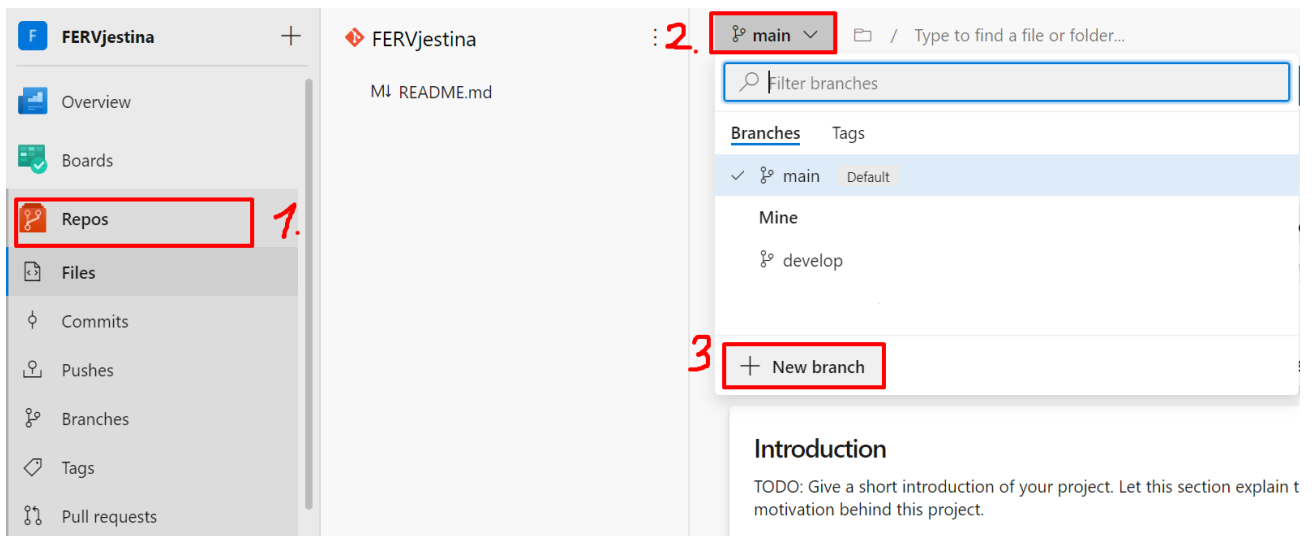 F FERVjestina
Overview
Boards
Repos
1.
Files
Commits
Pushes
Branches
Tags
Pull requests
FERVjestina
M↓ README.md
2.
main / Type to find a file or folder...
Filter branches
Branches Tags
main Default
Mine
develop
3
New branch
Introduction
TODO: Give a short introduction of your project. Let this section explain t
motivation behind this project.